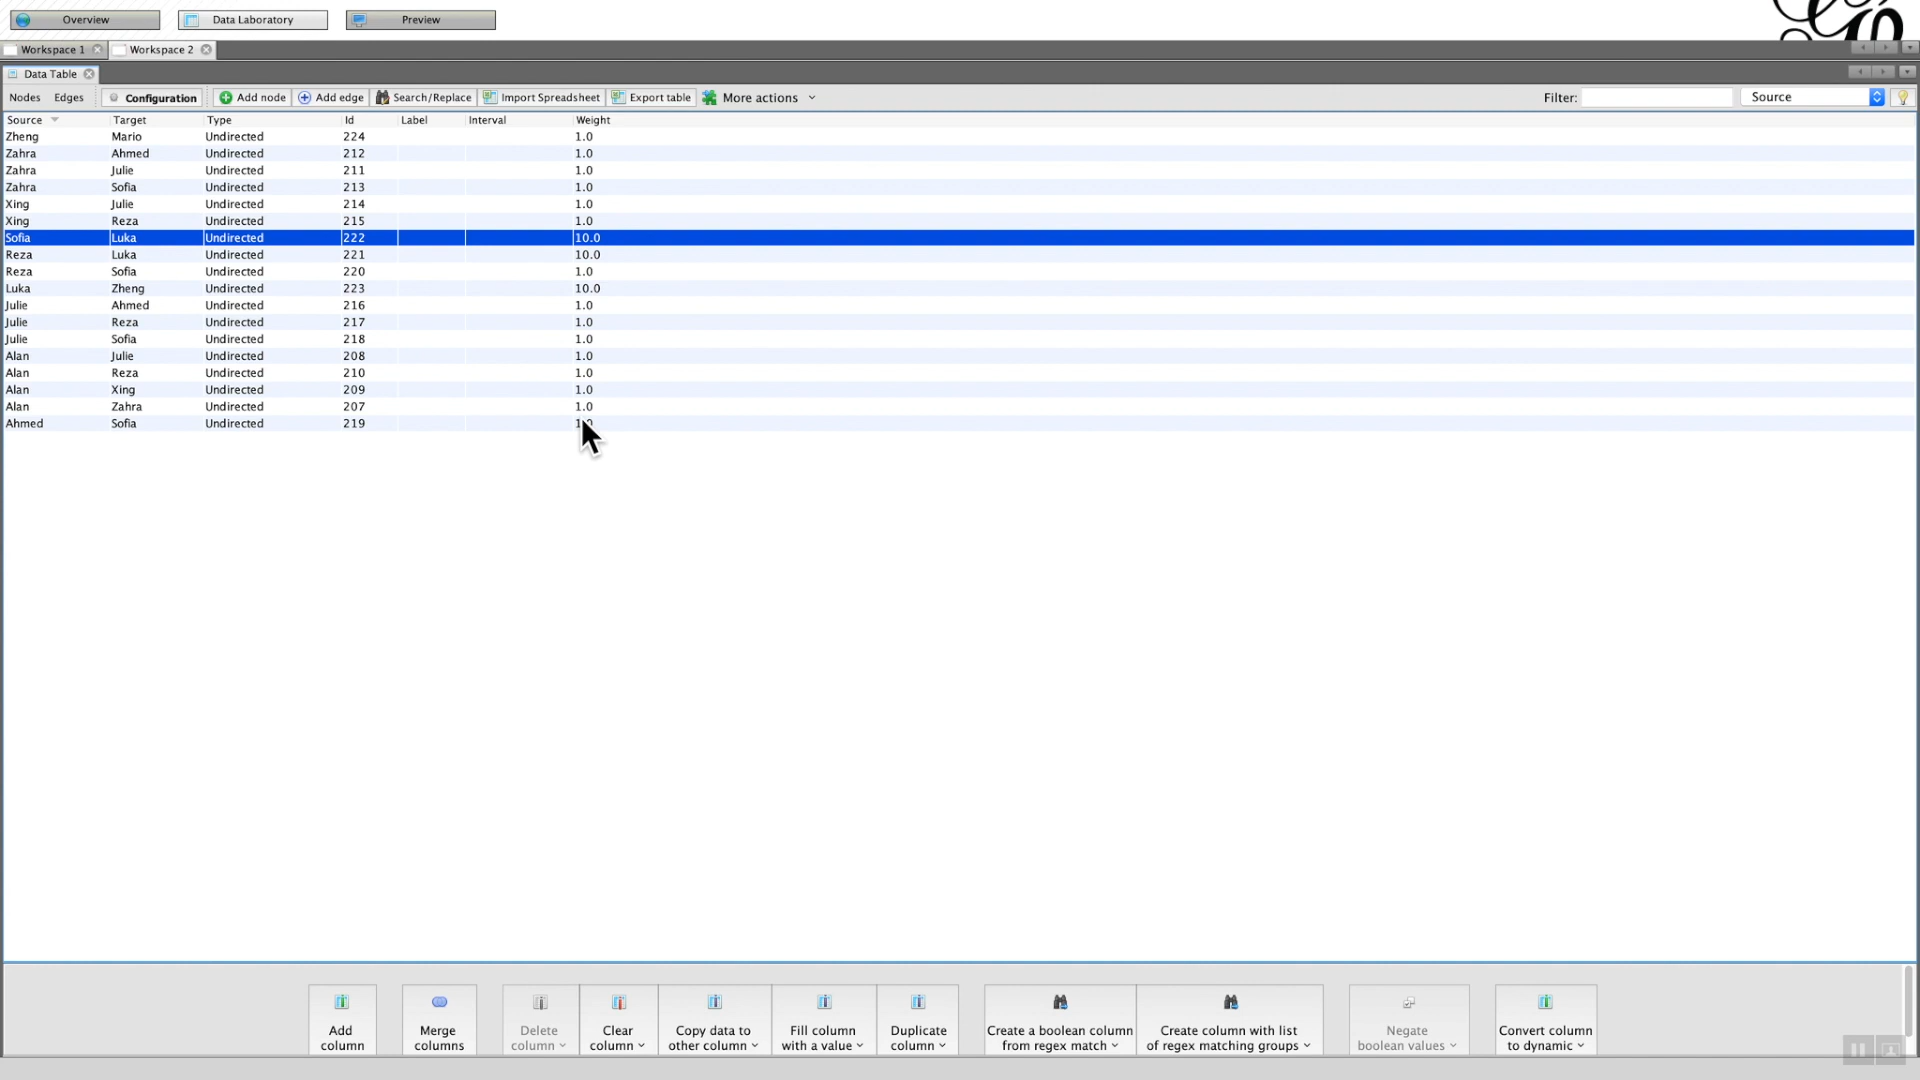 Overview Data Laboratory Preview
Workspace 1 Workspace 2
Data Table
Nodes Edges Configuration Add node Add edge Search/Replace Import Spreadsheet Export table More actions Filter: Source
Source Target Type Id Label Interval Weight
Zheng Mario Undirected 224 1.0
Zahra Ahmed Undirected 212 1.0
Zahra Julie Undirected 211 1.0
Zahra Sofia Undirected 213 1.0
Xing Julie Undirected 214 1.0
Xing Reza Undirected 215 1.0
Sofia Luka Undirected 222 10.0
Reza Luka Undirected 221 10.0
Reza Sofia Undirected 220 1.0
Luka Zheng Undirected 223 10.0
Julie Ahmed Undirected 216 1.0
Julie Reza Undirected 217 1.0
Julie Sofia Undirected 218 1.0
Alan Julie Undirected 208 1.0
Alan Reza Undirected 210 1.0
Alan Xing Undirected 209 1.0
Alan Zahra Undirected 207 1.0
Ahmed Sofia Undirected 219
Add column
Merge columns
Delete column
Clear column
Copy data to other column
Fill column with a value
Duplicate column
Create a boolean column from regex match
Create column with list of regex matching groups
Negate boolean values
Convert column to dynamic